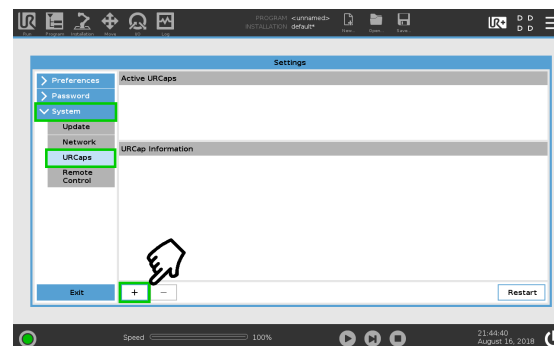 PROGRAM <unnamed>
INSTALLATION default*
Run Program Installation Move I/O Log
New... Open... Save...
UR+
D D
D D
Settings
Preferences
Password
System
Update
Network
URCaps
Remote
Control
Active URCaps
URCap Information
Exit
+ −
Restart
Speed 100%
21:44:40
August 16, 2018